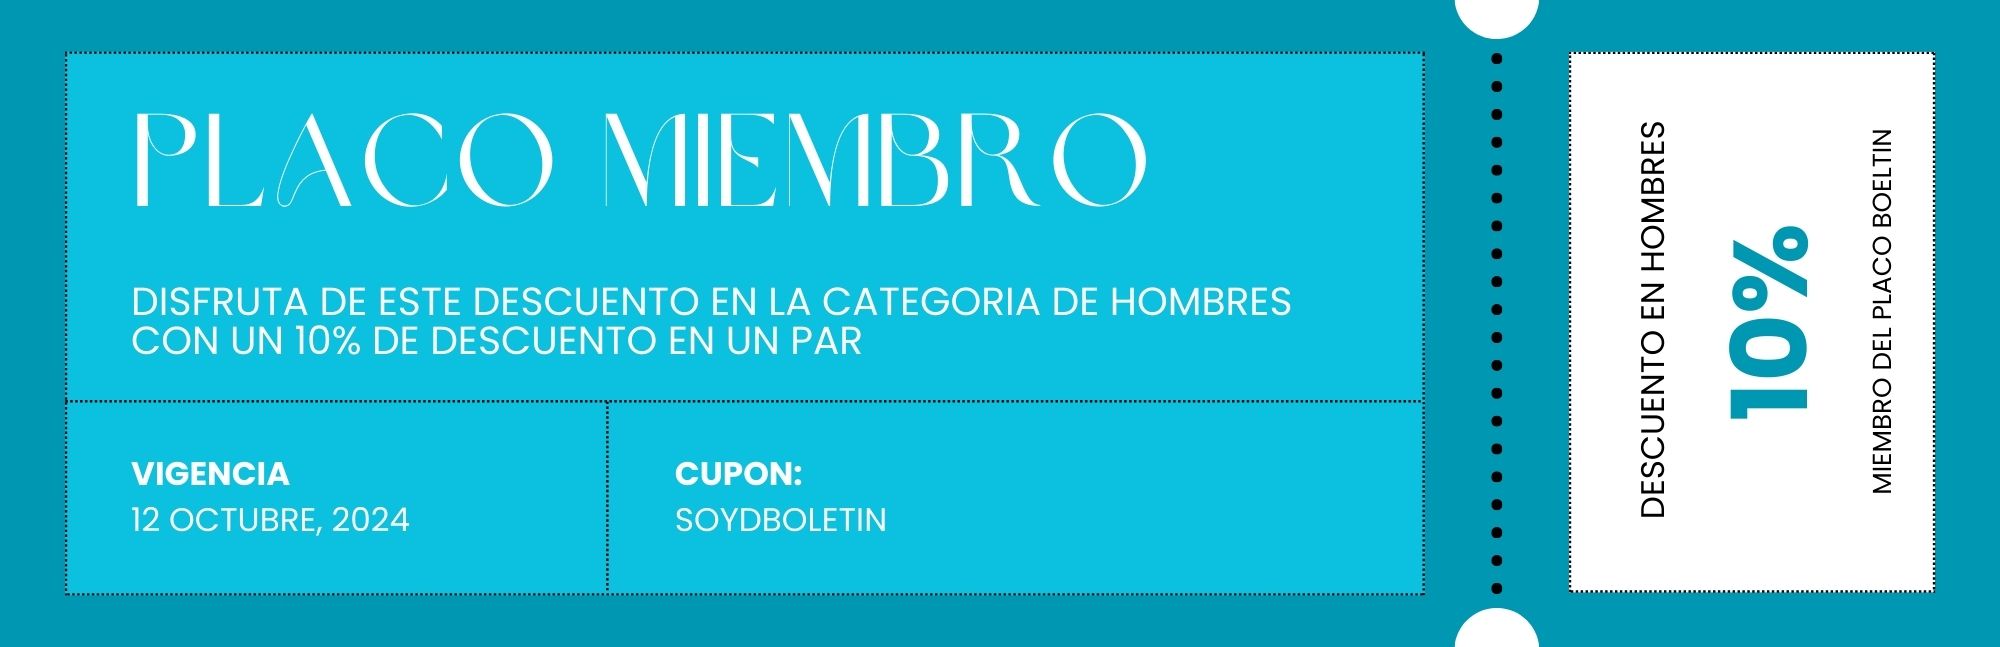 PLACO MIEMBRO
DISFRUTA DE ESTE DESCUENTO EN LA CATEGORIA DE HOMBRES
CON UN 10% DE DESCUENTO EN UN PAR
VIGENCIA
12 OCTUBRE, 2024
CUPON:
SOYDBOLETIN
DESCUENTO EN HOMBRES
10%
MIEMBRO DEL PLACO BOELTIN